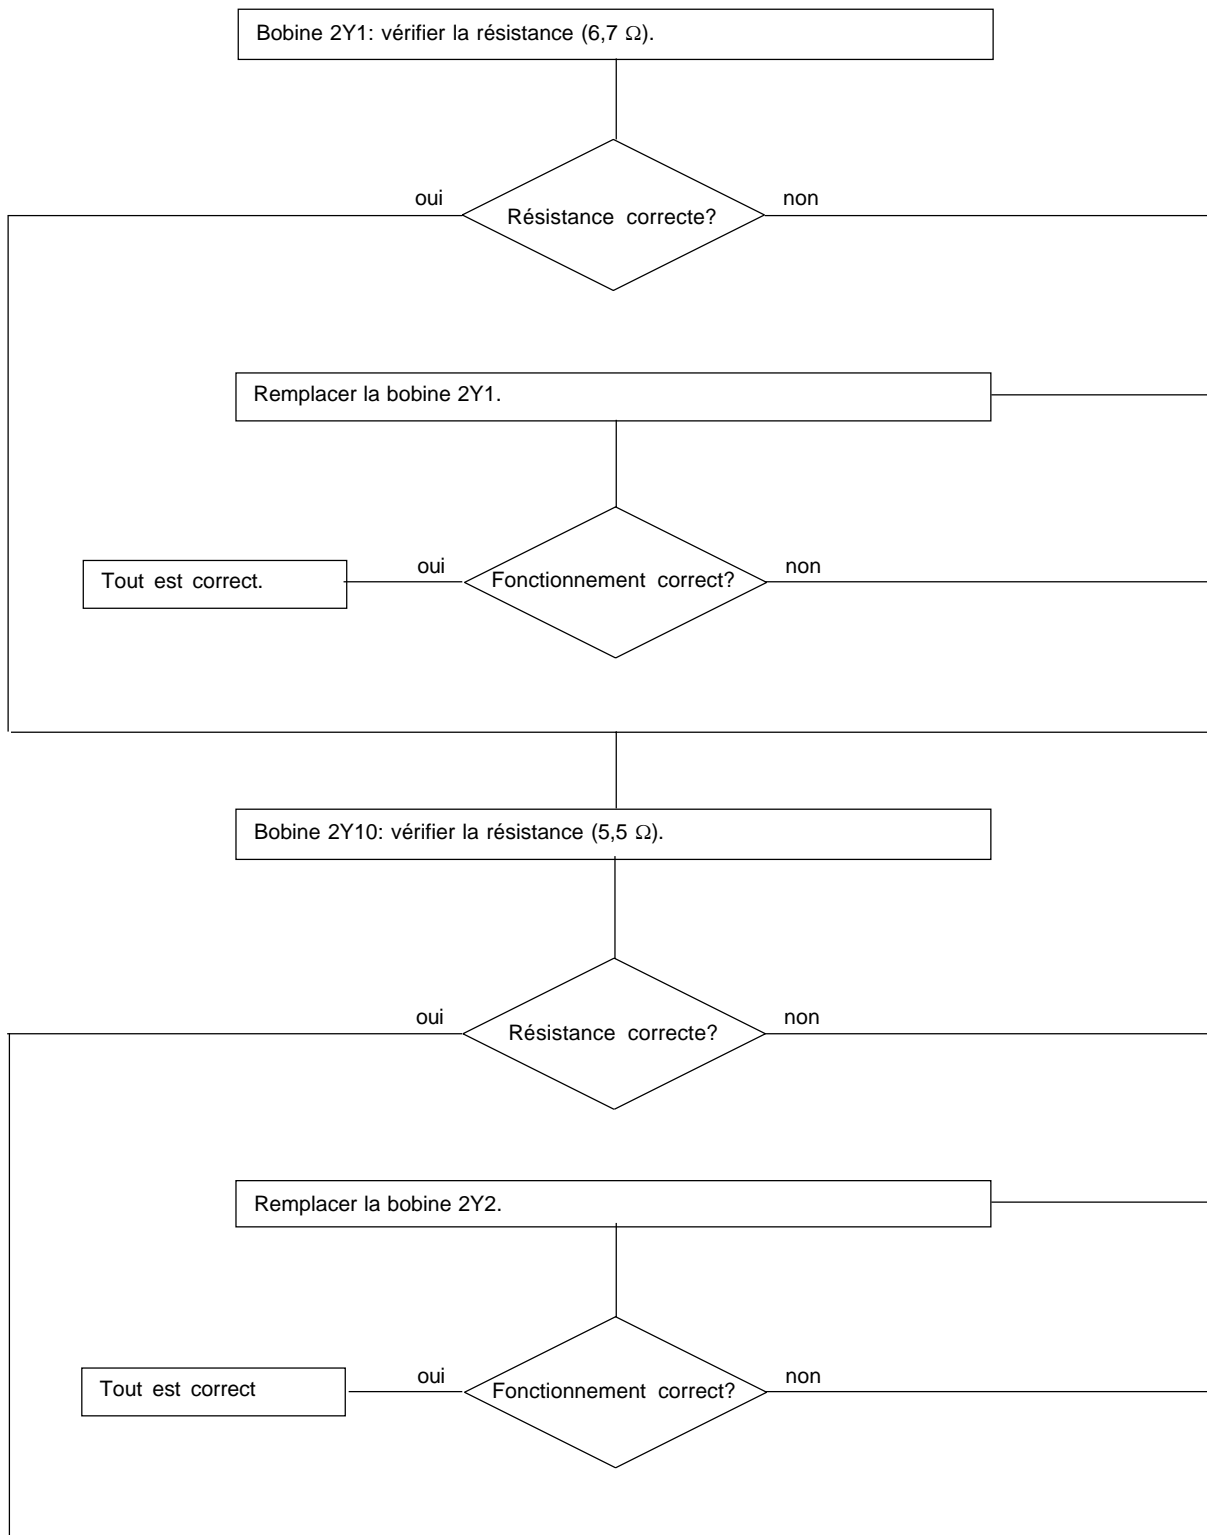 Bobine 2Y1: vérifier la résistance (6,7 Ω).
oui
non
Résistance correcte?
Remplacer la bobine 2Y1.
Tout est correct.
oui
Fonctionnement correct?
non
Bobine 2Y10: vérifier la résistance (5,5 Ω).
oui
non
Résistance correcte?
Remplacer la bobine 2Y2.
Tout est correct
oui
Fonctionnement correct?
non